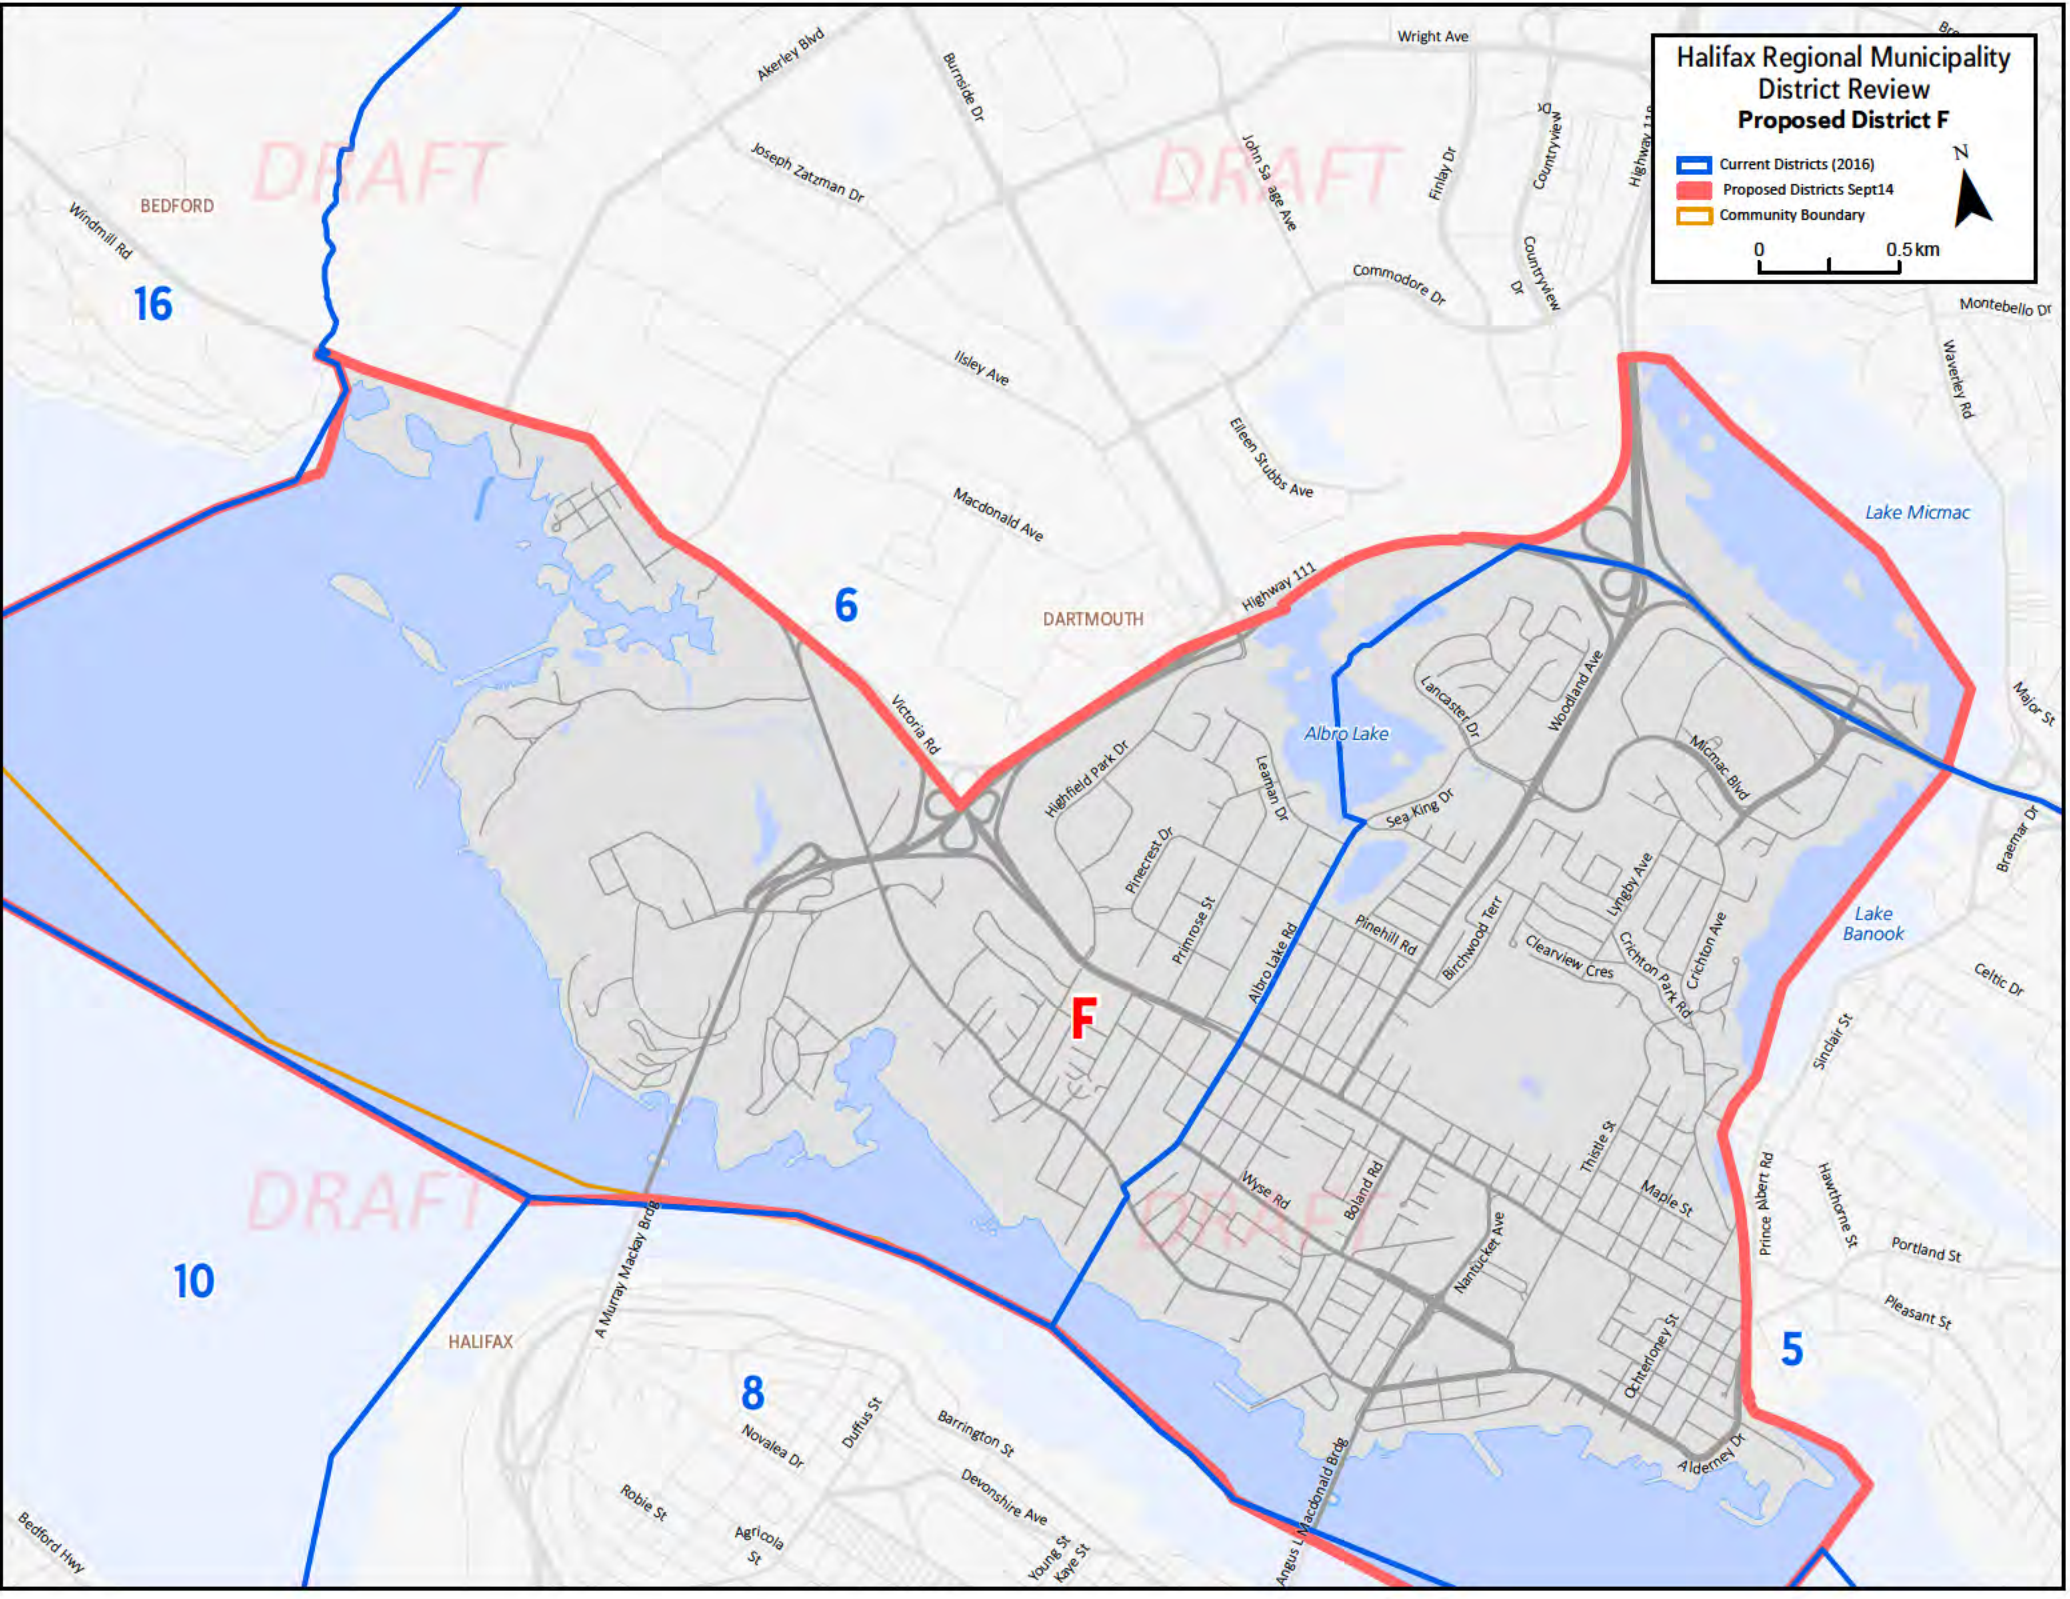 Halifax Regional Municipality
District Review
Proposed District F
Current Districts (2016)
Proposed Districts Sept14
Community Boundary
N
0 0.5 km
Akerley Blvd
Burnside Dr
Wright Ave
DRAFT
DRAFT
Joseph Zatzman Dr
John Sa age Ave
Finlay Dr
Countryview
Dr
Highway 118
BEDFORD
Windmill Rd
16
Commodore Dr
Countryview
Dr
Montebello Dr
Waverley Rd
Ilsley Ave
Eileen Stubbs Ave
Macdonald Ave
Lake Micmac
6
Highway 111
DARTMOUTH
Victoria Rd
Lancaster Dr
Woodland Ave
Major St
Albro Lake
Micmac Blvd
Highfield Park Dr
Leaman Dr
Sea King Dr
Braemar Dr
Pinecrest Dr
Primrose St
Albro Lake Rd
Pinehill Rd
Birchwood Terr
Lyngby Ave
Clearview Cres
Crichton Park Rd
Crichton Ave
Lake
Banook
Celtic Dr
F
Sinclair St
Thistle St
Maple St
Prince Albert Rd
Hawthorne St
Portland St
Pleasant St
DRAFT
DRAFT
Wyse Rd
Boland Rd
Nantucket Ave
A Murray Mackay Brdg
10
HALIFAX
8
5
Ochterloney St
Alderney Dr
Novalea Dr
Duffus St
Barrington St
Devonshire Ave
Robie St
Agricola
St
Young St
Kaye St
Angus L Macdonald Brdg
Bedford Hwy